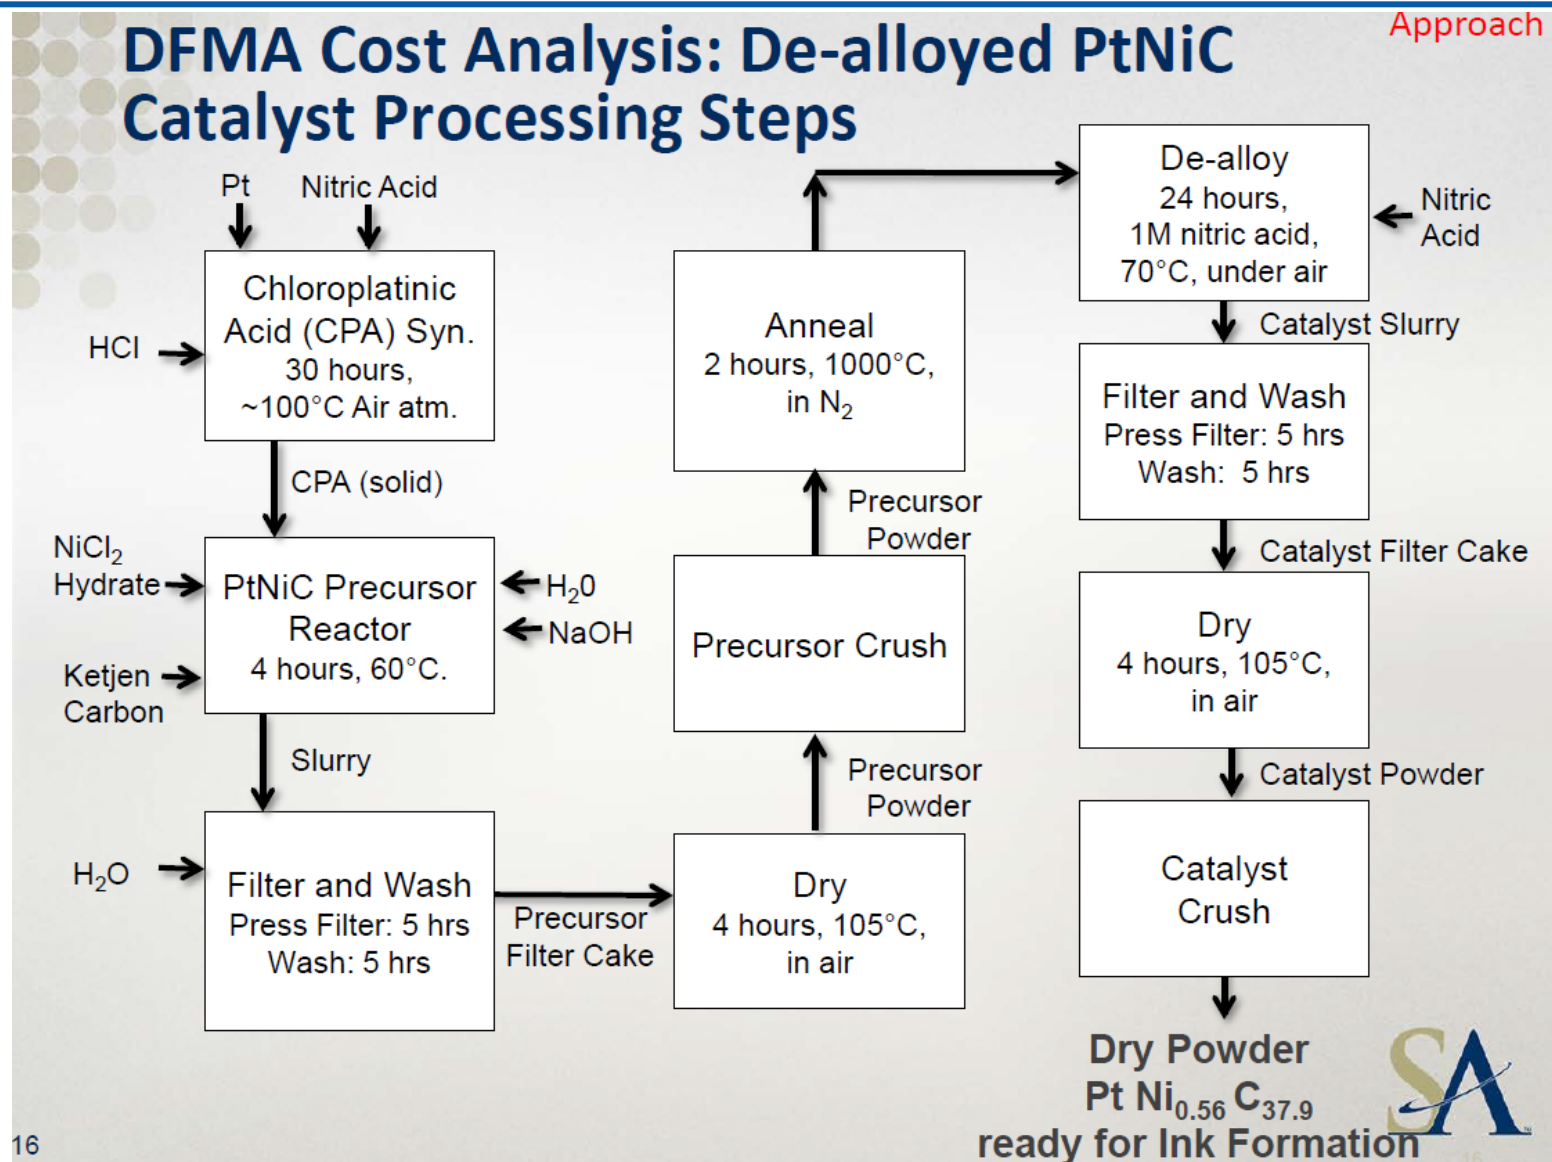 Approach
DFMA Cost Analysis: De-alloyed PtNiC
Catalyst Processing Steps
Pt
Nitric Acid
HCl
Chloroplatinic
Acid (CPA) Syn.
30 hours,
~100°C Air atm.
CPA (solid)
NiCl₂
Hydrate
Ketjen
Carbon
PtNiC Precursor
Reactor
4 hours, 60°C.
H₂0
NaOH
Slurry
H₂O
Filter and Wash
Press Filter: 5 hrs
Wash: 5 hrs
Precursor
Filter Cake
Dry
4 hours, 105°C,
in air
Precursor
Powder
Precursor Crush
Precursor
Powder
Anneal
2 hours, 1000°C,
in N₂
De-alloy
24 hours,
1M nitric acid,
70°C, under air
Nitric
Acid
Catalyst Slurry
Filter and Wash
Press Filter: 5 hrs
Wash: 5 hrs
Catalyst Filter Cake
Dry
4 hours, 105°C,
in air
Catalyst Powder
Catalyst
Crush
Dry Powder
Pt Ni₀.₅₆ C₃₇.₉
ready for Ink Formation
SA
16
16